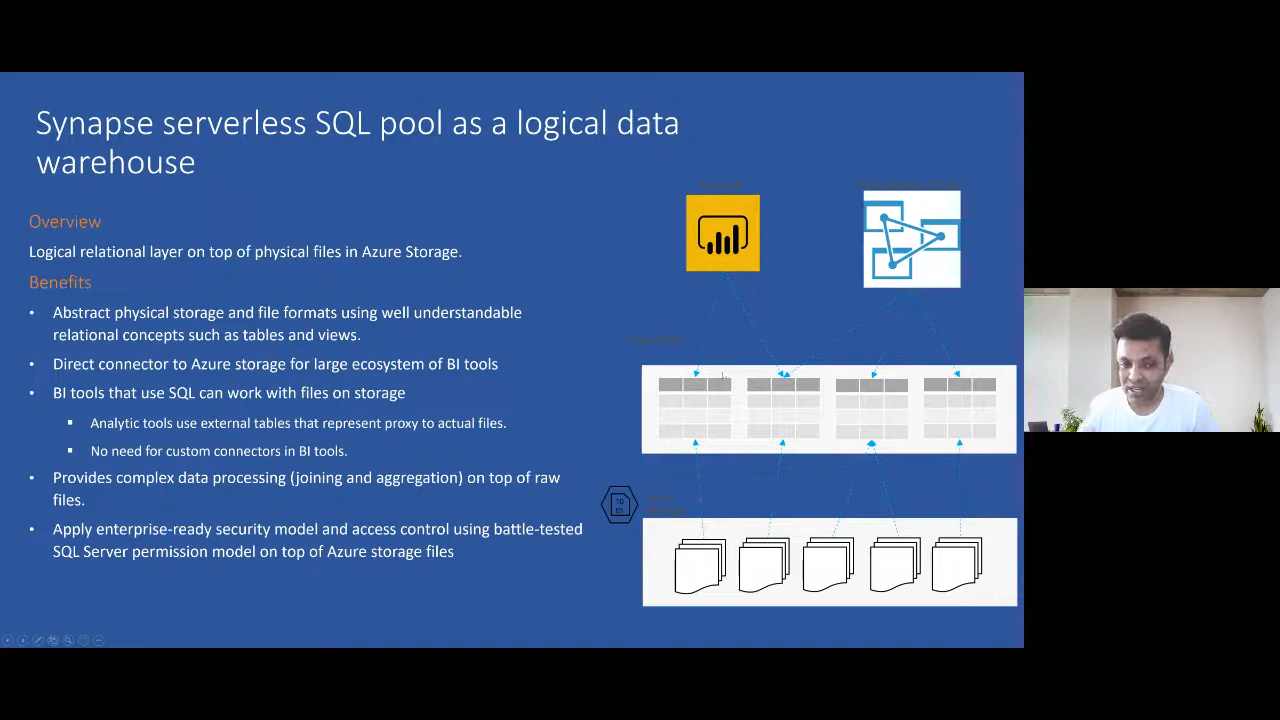 Synapse serverless SQL pool as a logical data
warehouse
Overview
Logical relational layer on top of physical files in Azure Storage.
Benefits
• Abstract physical storage and file formats using well understandable
relational concepts such as tables and views.
• Direct connector to Azure storage for large ecosystem of BI tools
• BI tools that use SQL can work with files on storage
▪ Analytic tools use external tables that represent proxy to actual files.
▪ No need for custom connectors in BI tools.
• Provides complex data processing (joining and aggregation) on top of raw
files.
• Apply enterprise-ready security model and access control using battle-tested
SQL Server permission model on top of Azure storage files
10
01